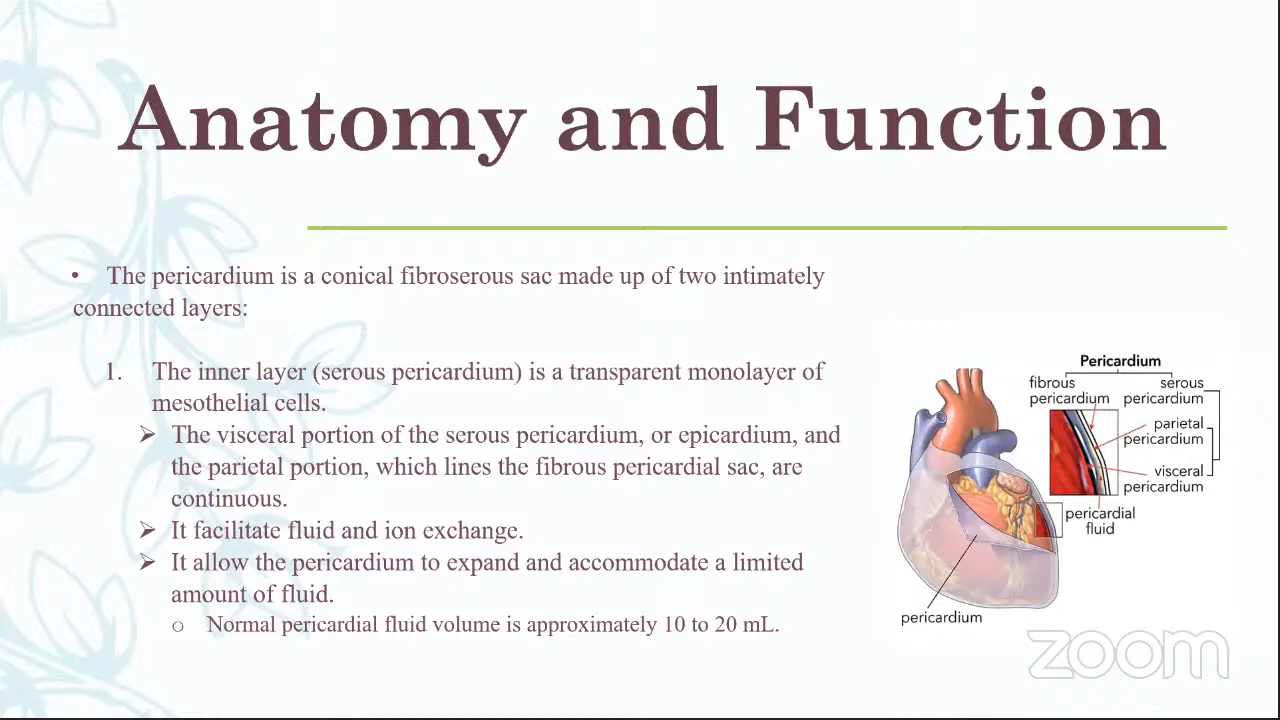 Anatomy and Function
• The pericardium is a conical fibroserous sac made up of two intimately
connected layers:
1. The inner layer (serous pericardium) is a transparent monolayer of
mesothelial cells.
➢ The visceral portion of the serous pericardium, or epicardium, and
the parietal portion, which lines the fibrous pericardial sac, are
continuous.
➢ It facilitate fluid and ion exchange.
➢ It allow the pericardium to expand and accommodate a limited
amount of fluid.
o Normal pericardial fluid volume is approximately 10 to 20 mL.
Pericardium
fibrous
pericardium
serous
pericardium
parietal
pericardium
visceral
pericardium
pericardial
fluid
pericardium
zoom